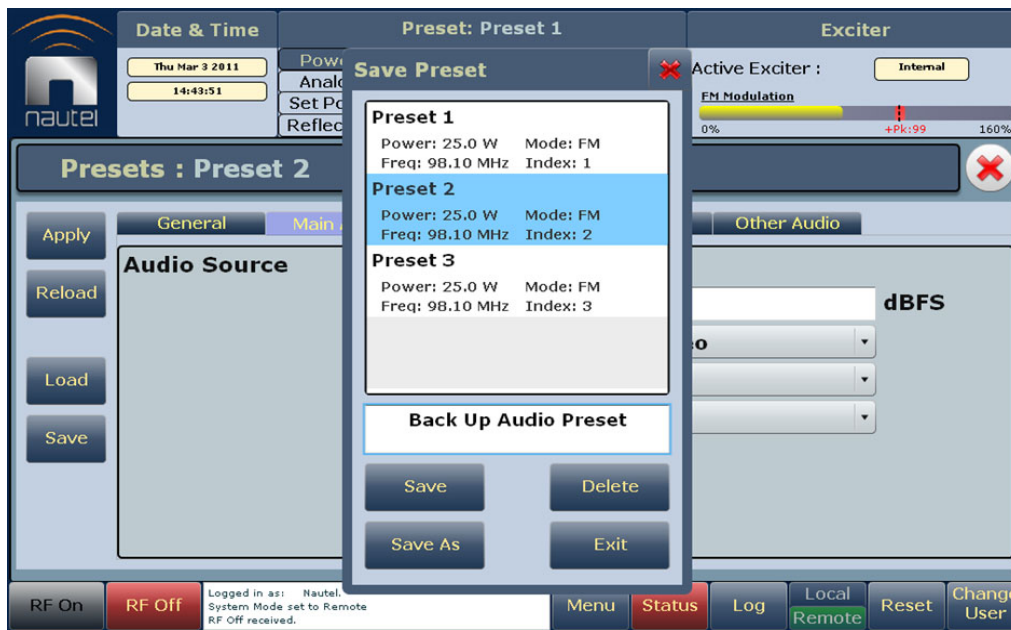 Date & Time
Preset: Preset 1
Exciter
nautel
Thu Mar 3 2011
14:43:51
Set
Reflec
Active Exciter :
Internal
FM Modulation
0%
+Pk:99
160%
Presets : Preset 2
Apply
Reload
Load
Save
General
Main
Other Audio
Audio Source
dBFS
Save Preset
Preset 1
Power: 25.0 W Mode: FM
Freq: 98.10 MHz Index: 1
Preset 2
Power: 25.0 W Mode: FM
Freq: 98.10 MHz Index: 2
Preset 3
Power: 25.0 W Mode: FM
Freq: 98.10 MHz Index: 3
Back Up Audio Preset
Save
Delete
Save As
Exit
RF On
RF Off
Logged in as: Nautel.
System Mode set to Remote
RF Off received.
Menu
Status
Log
Local
Remote
Reset
Change
User